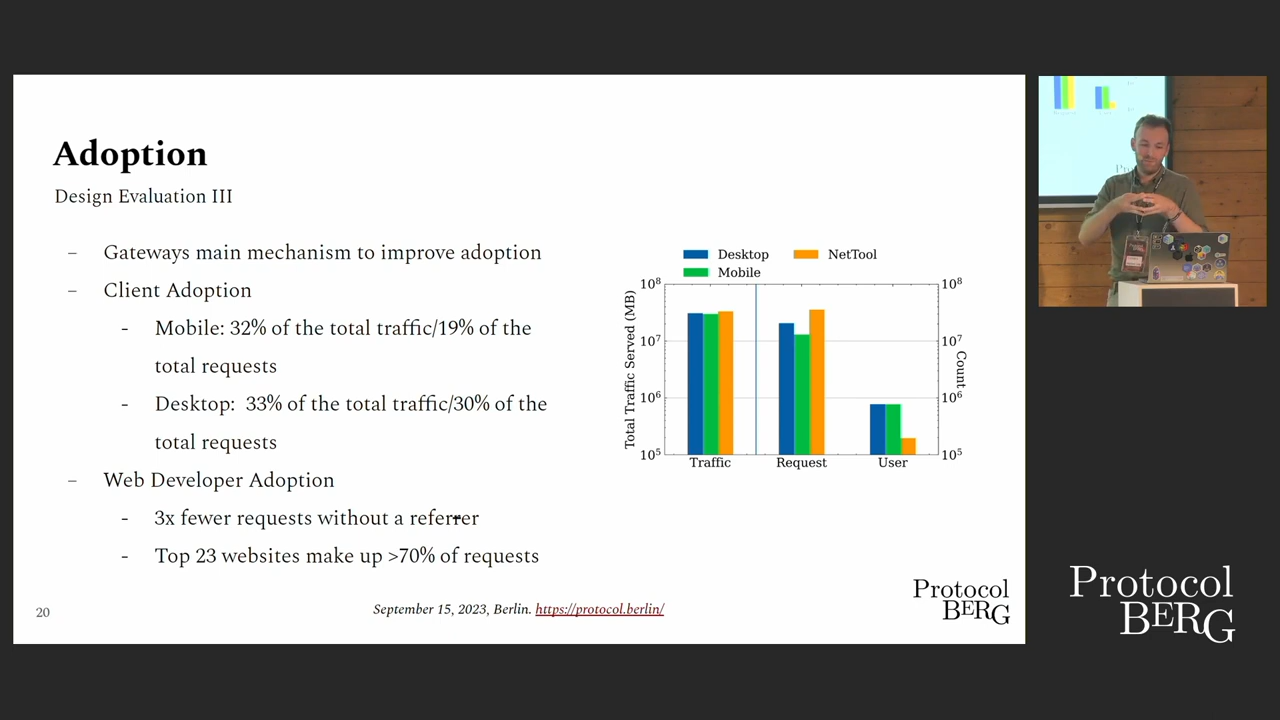 Adoption
Design Evaluation III
– Gateways main mechanism to improve adoption
– Client Adoption
- Mobile: 32% of the total traffic/19% of the
total requests
- Desktop: 33% of the total traffic/30% of the
total requests
– Web Developer Adoption
- 3x fewer requests without a referrer
- Top 23 websites make up >70% of requests
Desktop NetTool
Mobile
Total Traffic Served (MB)
10⁸ 10⁸
10⁷ 10⁷
10⁶ 10⁶
10⁵ 10⁵
Count
Traffic Request User
20
September 15, 2023, Berlin. https://protocol.berlin/
Protocol
BERG
Protocol
BERG